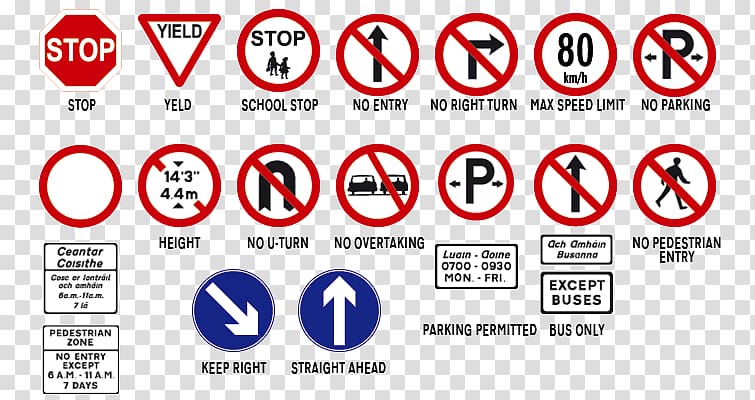 STOP
YIELD
STOP
80
km/h
P
STOP
YELD
SCHOOL STOP
NO ENTRY
NO RIGHT TURN
MAX SPEED LIMIT
NO PARKING
14'3"
4.4m
P
HEIGHT
NO U-TURN
NO OVERTAKING
NO PEDESTRIAN
ENTRY
Ceantar
Coisithe
Cosc ar Iontráil
ach amháin
6a.m.-11a.m.
7 lá
Luain - Aoine
0700 - 0930
MON. - FRI.
Ach Amháin
Busanna
EXCEPT
BUSES
PARKING PERMITTED
BUS ONLY
PEDESTRIAN
ZONE
NO ENTRY
EXCEPT
6 A.M. - 11 A.M.
7 DAYS
KEEP RIGHT
STRAIGHT AHEAD